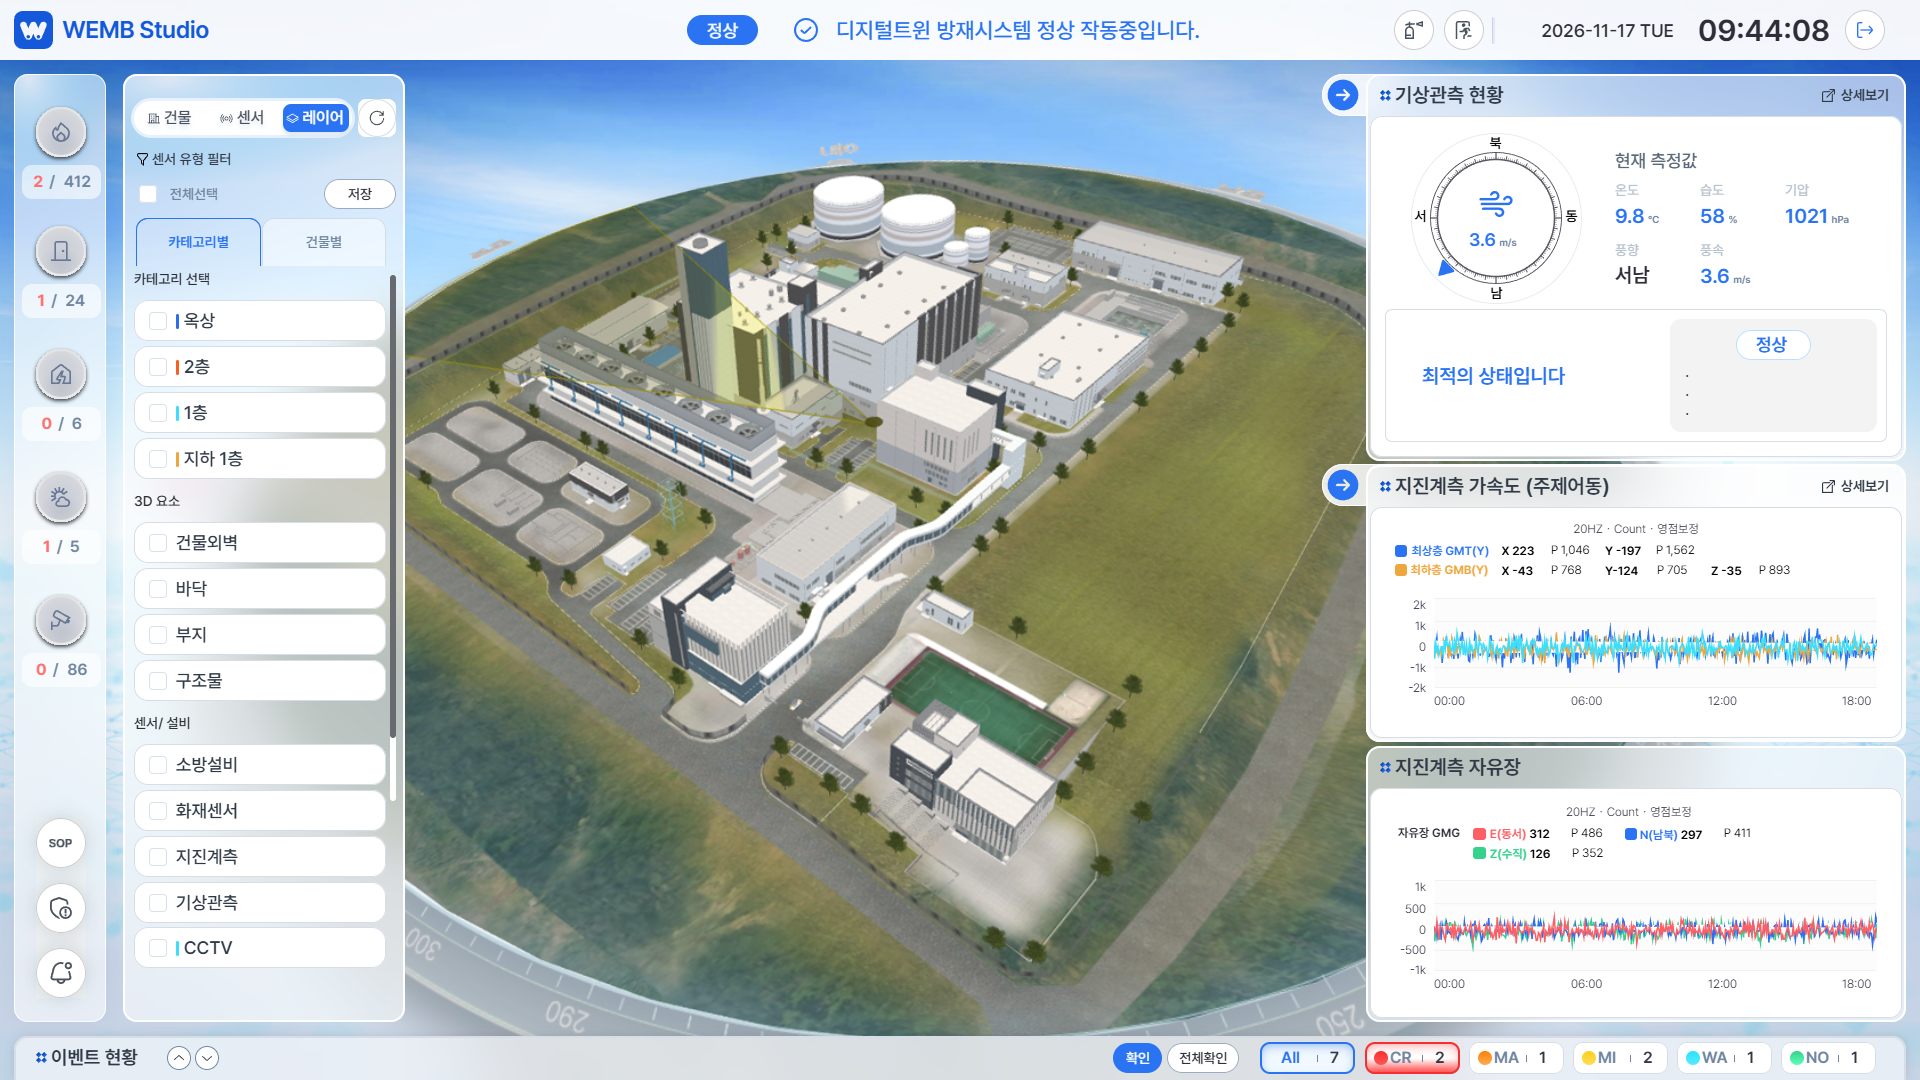 WEMB Studio
정상
디지털트윈 방재시스템 정상 작동중입니다.
2026-11-17 TUE
09:44:08
2 / 412
1 / 24
0 / 6
1 / 5
0 / 86
SOP
건물
센서
레이어
센서 유형 필터
전체선택
저장
카테고리별
건물별
카테고리 선택
옥상
2층
1층
지하 1층
3D 요소
건물외벽
바닥
부지
구조물
센서/ 설비
소방설비
화재센서
지진계측
기상관측
CCTV
300
290
250
기상관측 현황
상세보기
북
서
동
남
3.6 m/s
현재 측정값
온도
습도
기압
9.8 °C
58 %
1021 hPa
풍향
풍속
서남
3.6 m/s
최적의 상태입니다
정상
.
.
.
지진계측 가속도 (주제어동)
상세보기
20HZ · Count · 영점보정
최상층 GMT(Y) X 223 P 1,046 Y -197 P 1,562
최하층 GMB(Y) X -43 P 768 Y-124 P 705 Z -35 P 893
2k
1k
0
-1k
-2k
00:00 06:00 12:00 18:00
지진계측 자유장
20HZ · Count · 영점보정
자유장 GMG E(동서) 312 P 486 N(남북) 297 P 411
Z(수직) 126 P 352
1k
500
0
-500
-1k
00:00 06:00 12:00 18:00
이벤트 현황
확인
전체확인
All 7
CR 2
MA 1
MI 2
WA 1
NO 1